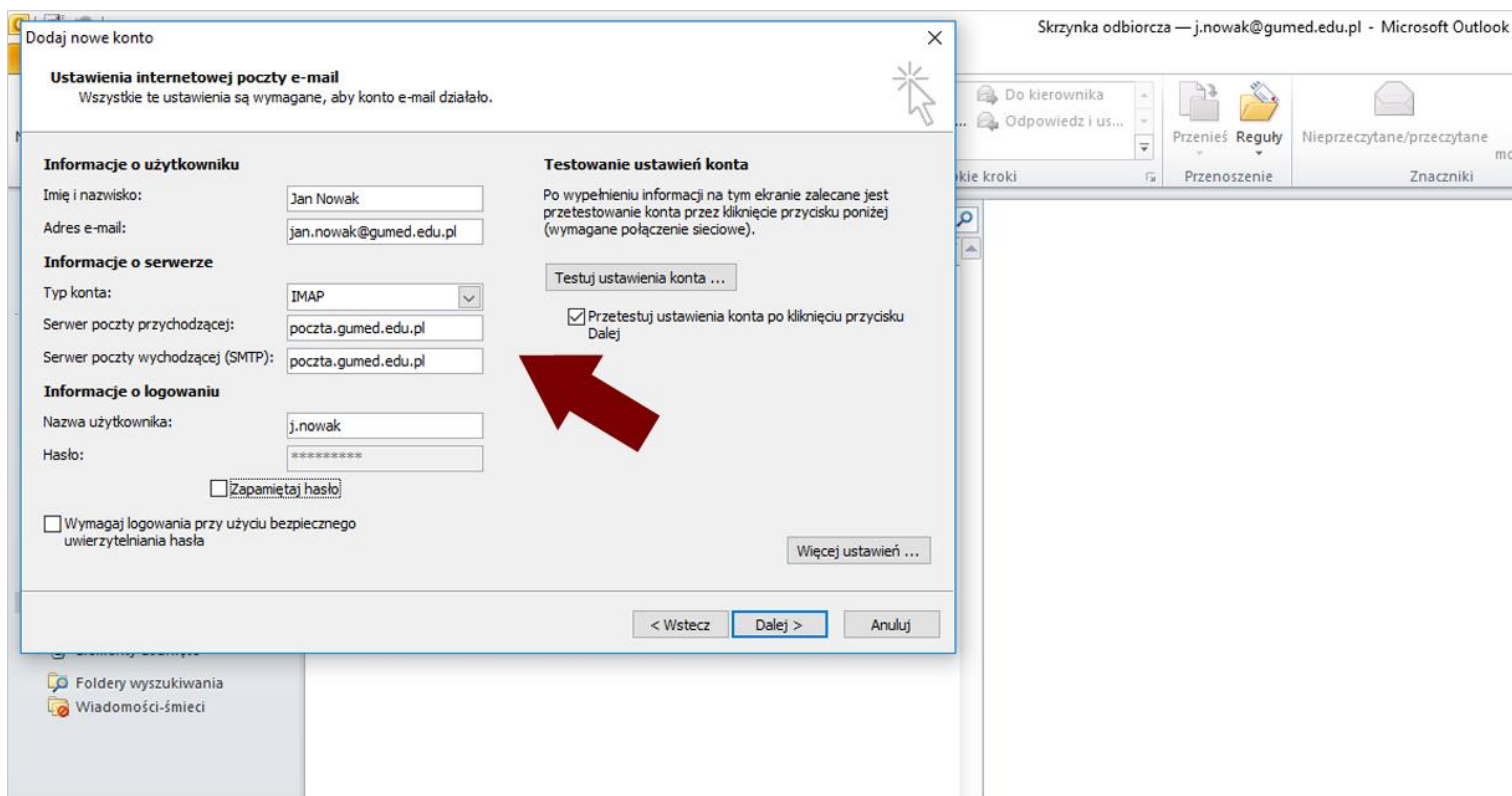 Skrzynka odbiorcza — j.nowak@gumed.edu.pl - Microsoft Outlook
Dodaj nowe konto
Ustawienia internetowej poczty e-mail
Wszystkie te ustawienia są wymagane, aby konto e-mail działało.
Informacje o użytkowniku
Imię i nazwisko:
Jan Nowak
Adres e-mail:
jan.nowak@gumed.edu.pl
Informacje o serwerze
Typ konta:
IMAP
Serwer poczty przychodzącej:
poczta.gumed.edu.pl
Serwer poczty wychodzącej (SMTP):
poczta.gumed.edu.pl
Informacje o logowaniu
Nazwa użytkownika:
j.nowak
Hasło:
*********
Zapamiętaj hasło
Wymagaj logowania przy użyciu bezpiecznego
uwierzytelniania hasła
Testowanie ustawień konta
Po wypełnieniu informacji na tym ekranie zalecane jest
przetestowanie konta przez kliknięcie przycisku poniżej
(wymagane połączenie sieciowe).
Testuj ustawienia konta ...
Przetestuj ustawienia konta po kliknięciu przycisku
Dalej
Więcej ustawień ...
< Wstecz
Dalej >
Anuluj
Do kierownika
Odpowiedz i us...
Przenieś
Reguły
Nieprzeczytane/przeczytane
kroki
Przenoszenie
Znaczniki
Foldery wyszukiwania
Wiadomości-śmieci